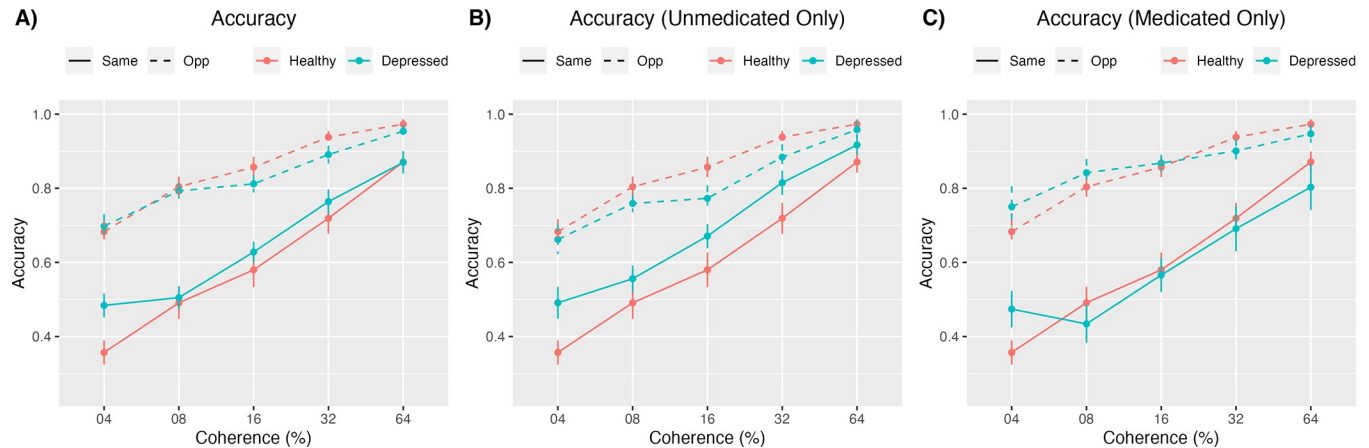 A) Accuracy
Same Opp Healthy Depressed
1.0
0.8
0.6
0.4
Accuracy
04 08 16 32 64
Coherence (%)
B) Accuracy (Unmedicated Only)
Same Opp Healthy Depressed
1.0
0.8
0.6
0.4
Accuracy
04 08 16 32 64
Coherence (%)
C) Accuracy (Medicated Only)
Same Opp Healthy Depressed
1.0
0.8
0.6
0.4
Accuracy
04 08 16 32 64
Coherence (%)